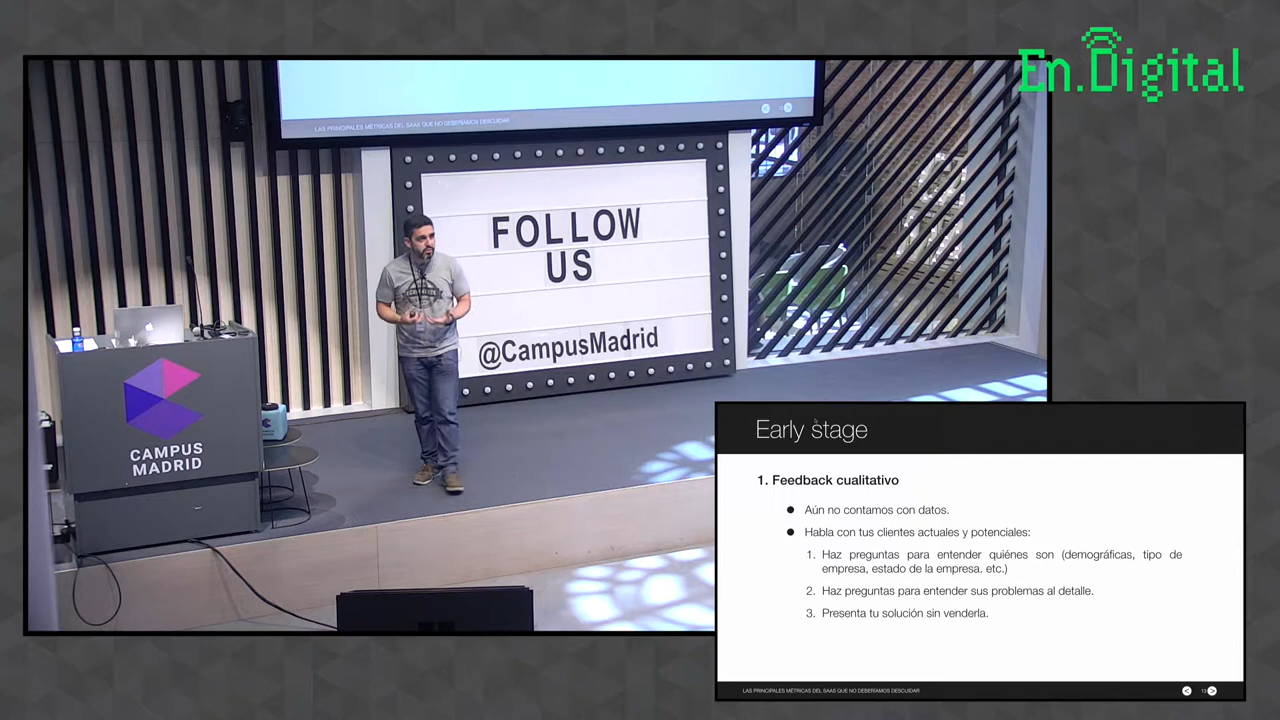 En.Digital
LAS PRINCIPALES MÉTRICAS DEL SAAS QUE NO DEBERÍAMOS DESCUIDAR
FOLLOW
US
@CampusMadrid
CAMPUS
MADRID
Early stage
1. Feedback cualitativo
● Aún no contamos con datos.
● Habla con tus clientes actuales y potenciales:
1. Haz preguntas para entender quiénes son (demográficas, tipo de
empresa, estado de la empresa. etc.)
2. Haz preguntas para entender sus problemas al detalle.
3. Presenta tu solución sin venderla.
LAS PRINCIPALES MÉTRICAS DEL SAAS QUE NO DEBERÍAMOS DESCUIDAR
< 13 >